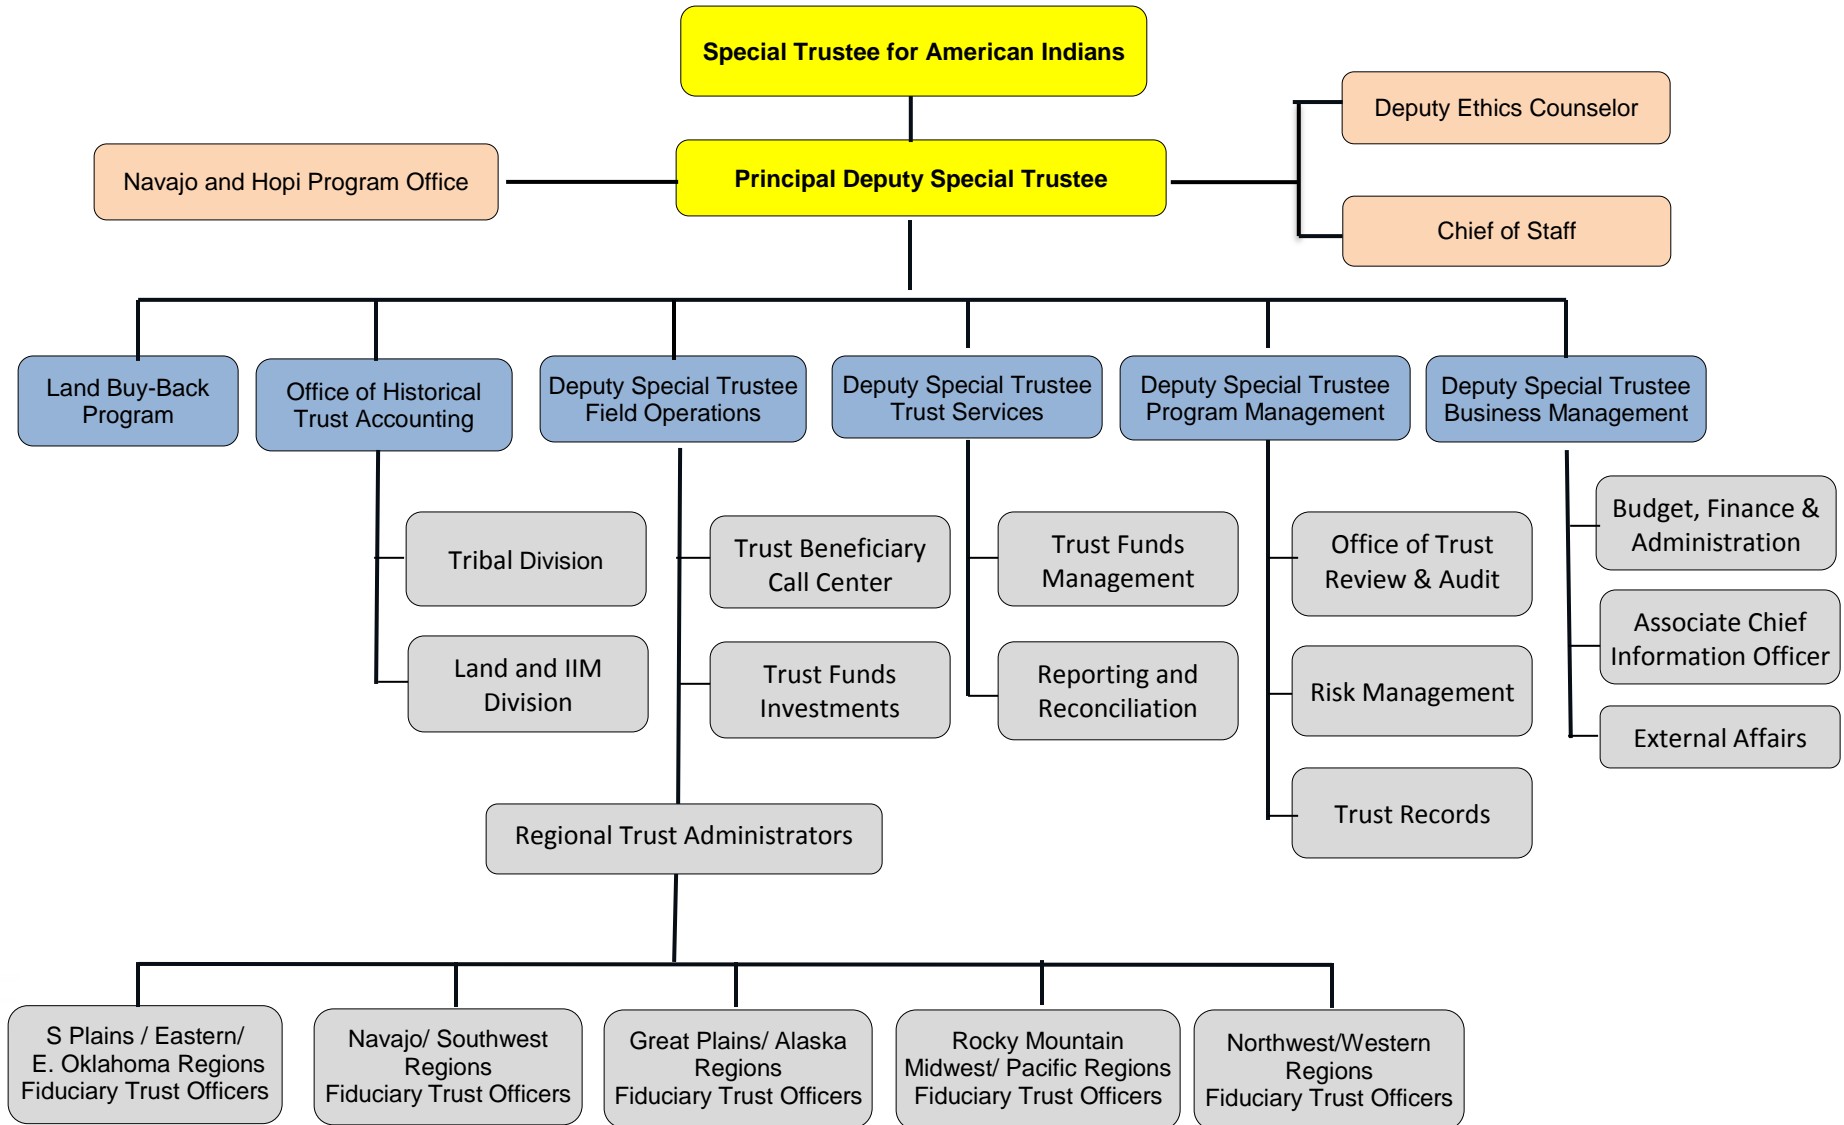 Special Trustee for American Indians
Deputy Ethics Counselor
Navajo and Hopi Program Office
Principal Deputy Special Trustee
Chief of Staff
Land Buy-Back
Program
Office of Historical
Trust Accounting
Deputy Special Trustee
Field Operations
Deputy Special Trustee
Trust Services
Deputy Special Trustee
Program Management
Deputy Special Trustee
Business Management
Tribal Division
Land and IIM
Division
Trust Beneficiary
Call Center
Trust Funds
Investments
Trust Funds
Management
Reporting and
Reconciliation
Office of Trust
Review & Audit
Risk Management
Trust Records
Budget, Finance &
Administration
Associate Chief
Information Officer
External Affairs
Regional Trust Administrators
S Plains / Eastern/
E. Oklahoma Regions
Fiduciary Trust Officers
Navajo/ Southwest
Regions
Fiduciary Trust Officers
Great Plains/ Alaska
Regions
Fiduciary Trust Officers
Rocky Mountain
Midwest/ Pacific Regions
Fiduciary Trust Officers
Northwest/Western
Regions
Fiduciary Trust Officers